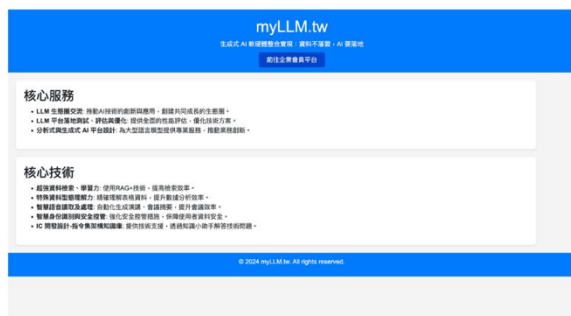 myLLM.tw
生成式 AI 軟硬體整合實現：資料不落雲，AI 要落地
前往企業會員平台
核心服務
• LLM 生態圈交流: 推動AI技術的創新與應用，創建共同成長的生態圈。
• LLM 平台落地測試、評估與優化: 提供全面的性能評估，優化技術方案。
• 分析式與生成式 AI 平台設計: 為大型語言模型提供專業服務，推動業務創新。
核心技術
• 超強資料檢索、學習力: 使用RAG+技術，提高檢索效率。
• 特殊資料型態理解力: 精確理解表格資料，提升數據分析效率。
• 智慧語音讀取及處理: 自動化生成演講、會議摘要，提升會議效率。
• 智慧身份識別與安全控管: 強化安全控管措施，保障使用者資料安全。
• IC 開發設計-指令集架構知識庫: 提供技術支援，透過知識小助手解答技術問題。
© 2024 myLLM.tw. All rights reserved.